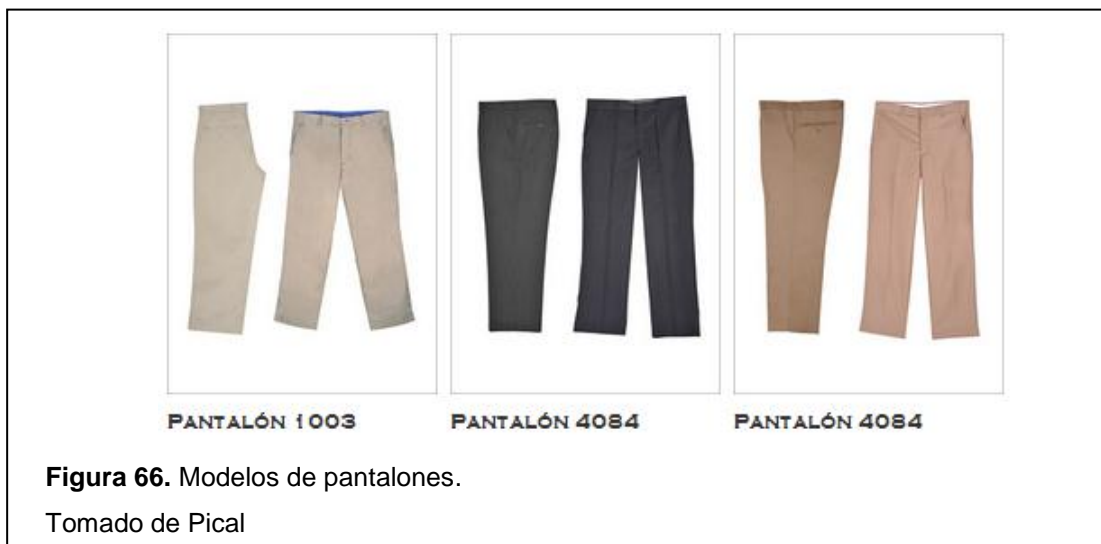 PANTALÓN 1003
PANTALÓN 4084
PANTALÓN 4084
Figura 66. Modelos de pantalones.
Tomado de Pical